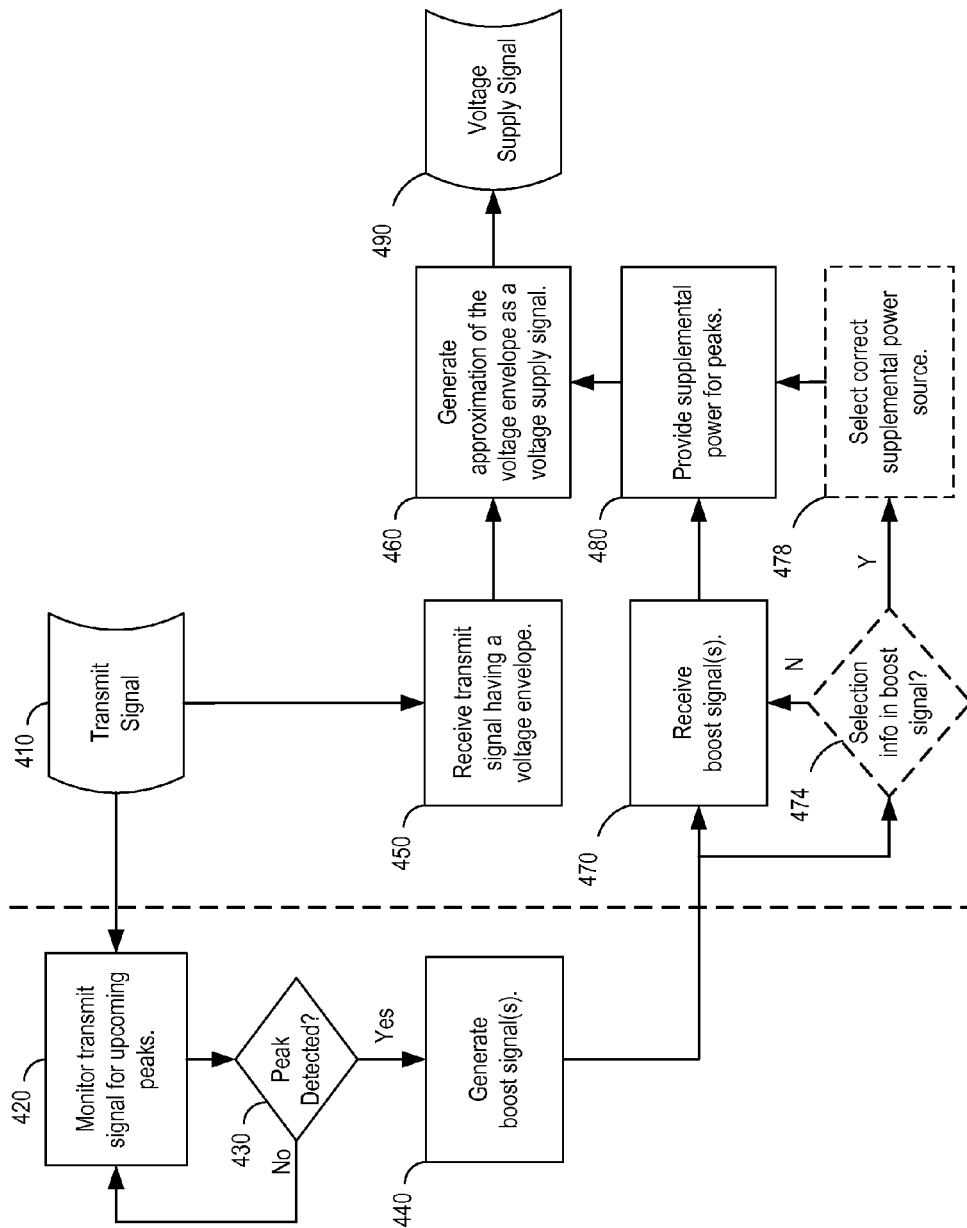 410
Transmit
Signal
420
Monitor transmit
signal for upcoming
peaks.
430
Peak
Detected?
No
Yes
440
Generate
boost signal(s).
450
Receive transmit
signal having a
voltage envelope.
460
Generate
approximation of the
voltage envelope as a
voltage supply signal.
470
Receive
boost signal(s).
474
Selection
info in boost
signal?
N
Y
478
Select correct
supplemental power
source.
480
Provide supplemental
power for peaks.
490
Voltage
Supply Signal